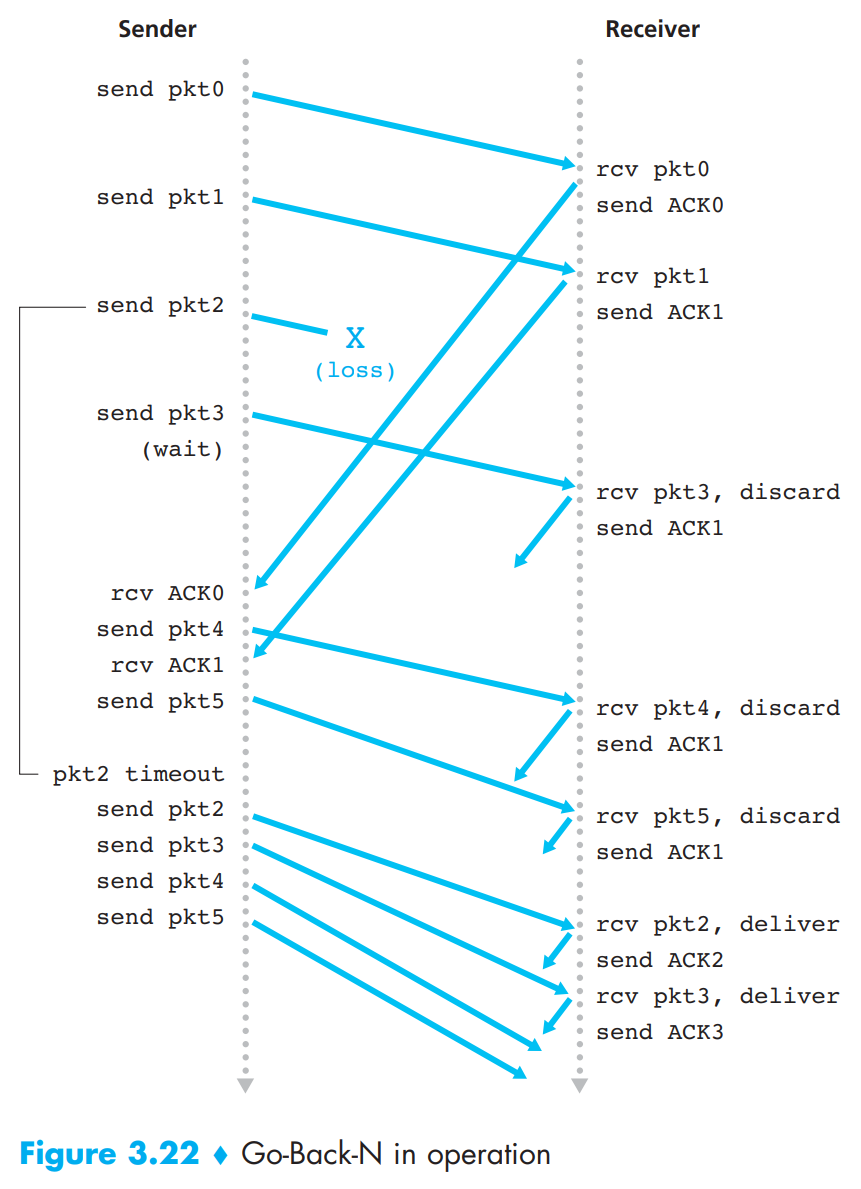 Sender
Receiver
send pkt0
rcv pkt0
send pkt1
send ACK0
rcv pkt1
send pkt2
send ACK1
X
(loss)
send pkt3
(wait)
rcv pkt3, discard
send ACK1
rcv ACK0
send pkt4
rcv ACK1
send pkt5
rcv pkt4, discard
send ACK1
pkt2 timeout
send pkt2
rcv pkt5, discard
send pkt3
send ACK1
send pkt4
send pkt5
rcv pkt2, deliver
send ACK2
rcv pkt3, deliver
send ACK3
Figure 3.22 ♦ Go-Back-N in operation